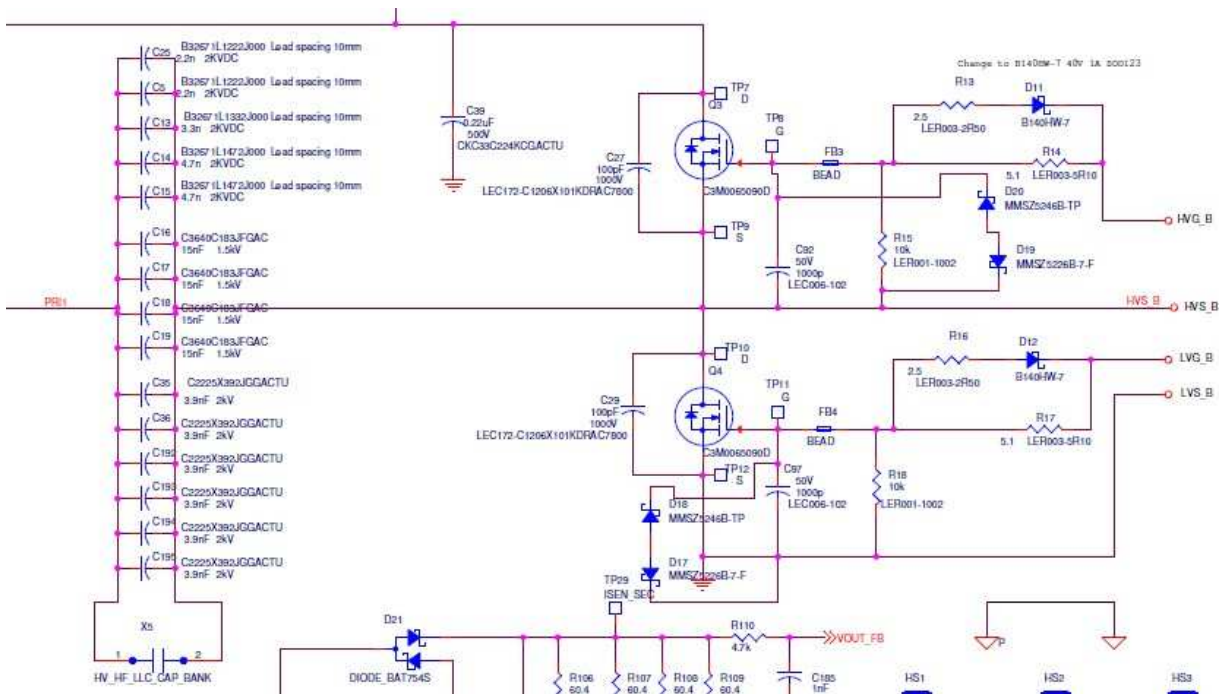 C25
B32671L1222J000 Lead spacing 10mm
2.2n 2KVDC
C5
B32671L1222J000 Lead spacing 10mm
2.2n 2KVDC
C13
B32671L1332J000 Lead spacing 10mm
3.3n 2KVDC
C14
B32671L1472J000 Lead spacing 10mm
4.7n 2KVDC
C15
B32671L1472J000 Lead spacing 10mm
4.7n 2KVDC
C16
C3640C183JFGAC
15nF 1.5kV
C17
C3640C183JFGAC
15nF 1.5kV
PRI1
C18
C3640C183JFGAC
15nF 1.5kV
C19
C3640C183JFGAC
15nF 1.5kV
C35
C2225X392JGGACTU
3.9nF 2kV
C36
C2225X392JGGACTU
3.9nF 2kV
C192
C2225X392JGGACTU
3.9nF 2kV
C193
C2225X392JGGACTU
3.9nF 2kV
C194
C2225X392JGGACTU
3.9nF 2kV
C195
C2225X392JGGACTU
3.9nF 2kV
X5
1
2
HV_HF_LLC_CAP_BANK
C39
0.22uF
500V
CKC33C224KCGACTU
C27
100pF
1000V
LEC172-C1206X101KDRAC7800
TP7
D
Q3
C3M0065090D
TP9
S
TP8
G
FB3
BEAD
C92
50V
1000p
LEC006-102
R15
10k
LER001-1002
Change to B140HW-T 40V 1A SOD123
R13
2.5
LER003-2R50
D11
B140HW-7
R14
5.1
LER003-5R10
D20
MMSZ5246B-TP
D19
MMSZ5226B-7-F
HVG_B
HVS_B
HVS_B
TP10
D
Q4
C29
100pF
1000V
LEC172-C1206X101KDRAC7800
C3M0065090D
TP12
S
TP11
G
FB4
BEAD
C97
50V
1000p
LEC006-102
R18
10k
LER001-1002
R16
2.5
LER003-2R50
D12
B140HW-7
R17
5.1
LER003-5R10
LVG_B
LVS_B
D18
MMSZ5246B-TP
D17
MMSZ5226B-7-F
TP29
ISEN_SEC
D21
DIODE_BAT754S
R110
4.7k
VOUT_FB
R106
60.4
R107
60.4
R108
60.4
R109
60.4
C185
1nF
P
HS1
HS2
HS3